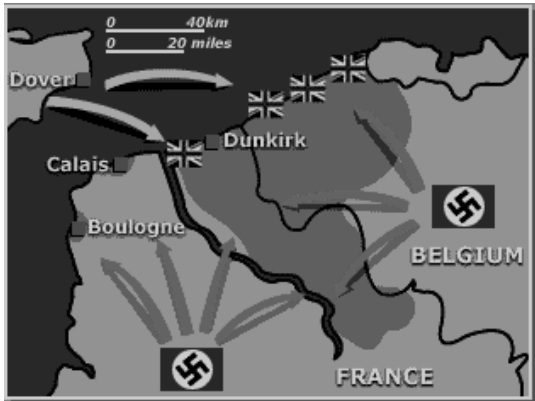 0 40km
0 20 miles
Dover
Dunkirk
Calais
Boulogne
BELGIUM
FRANCE